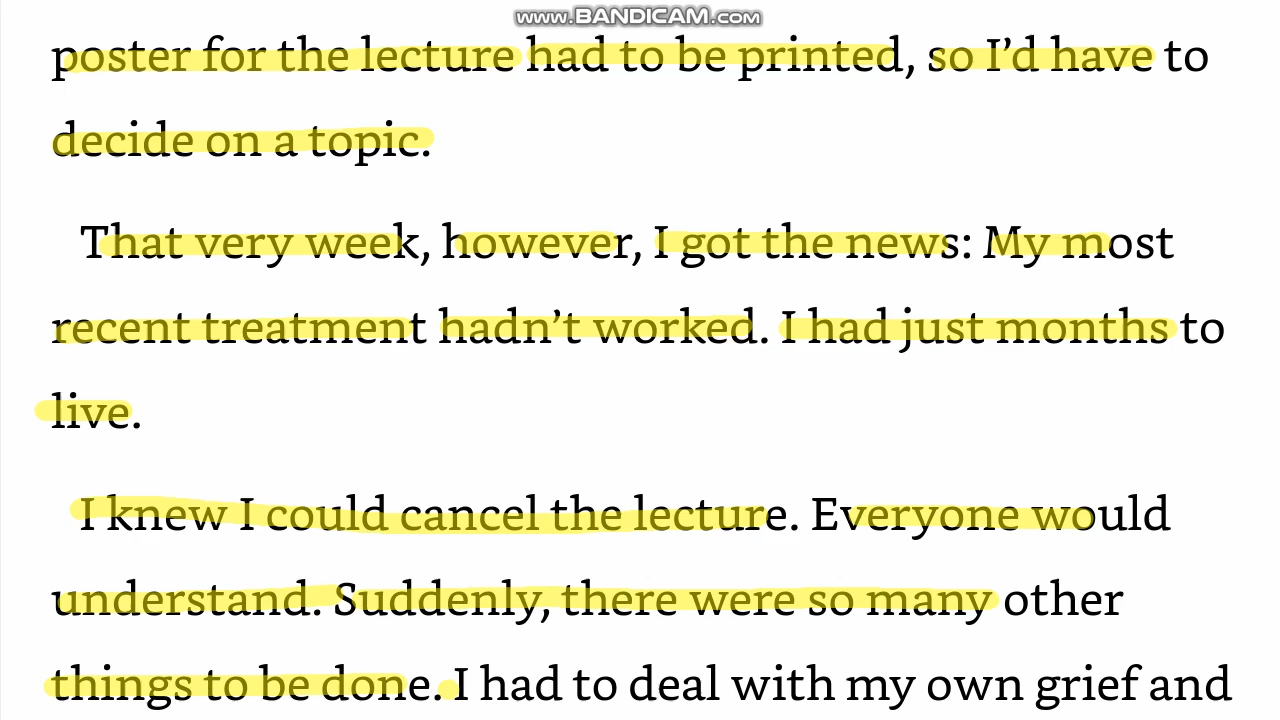 www.BANDICAM.com
poster for the lecture had to be printed, so I’d have to
decide on a topic.
That very week, however, I got the news: My most
recent treatment hadn’t worked. I had just months to
live.
I knew I could cancel the lecture. Everyone would
understand. Suddenly, there were so many other
things to be done. I had to deal with my own grief and